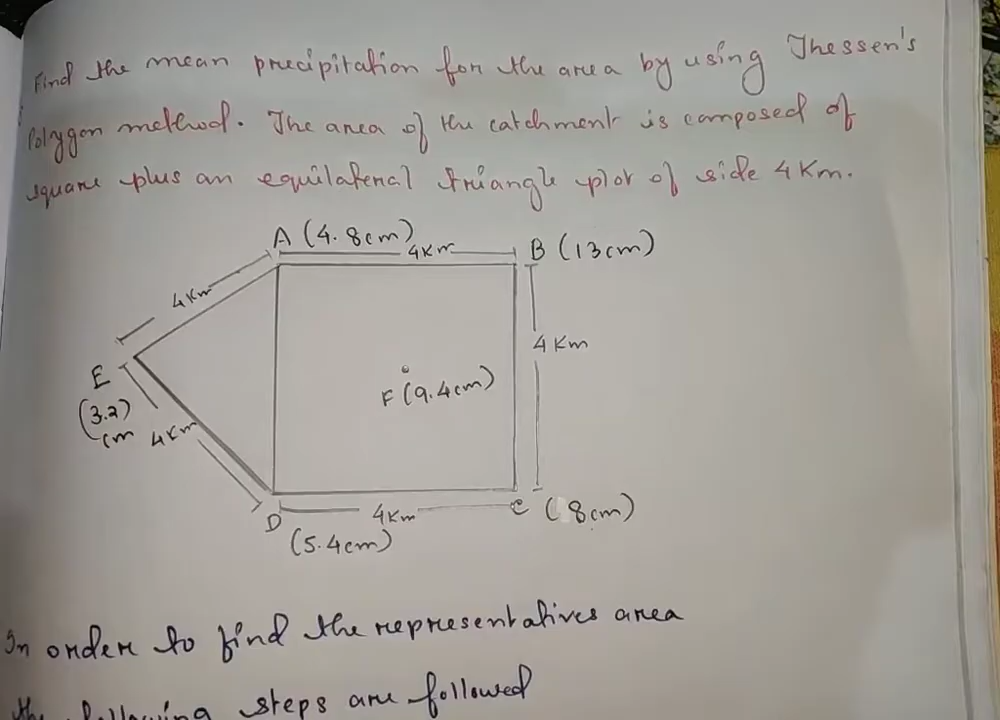 Find the mean precipitation for the area by using Thessen's
Polygon method. The area of the catchment is composed of
square plus an equilateral triangle plot of side 4 Km.
A (4.8cm)
4Km
B (13cm)
4Km
4 Km
E
(3.2)
cm
F (9.4cm)
4Km
D
4Km
C (8cm)
(5.4cm)
In order to find the representatives area
the following steps are followed